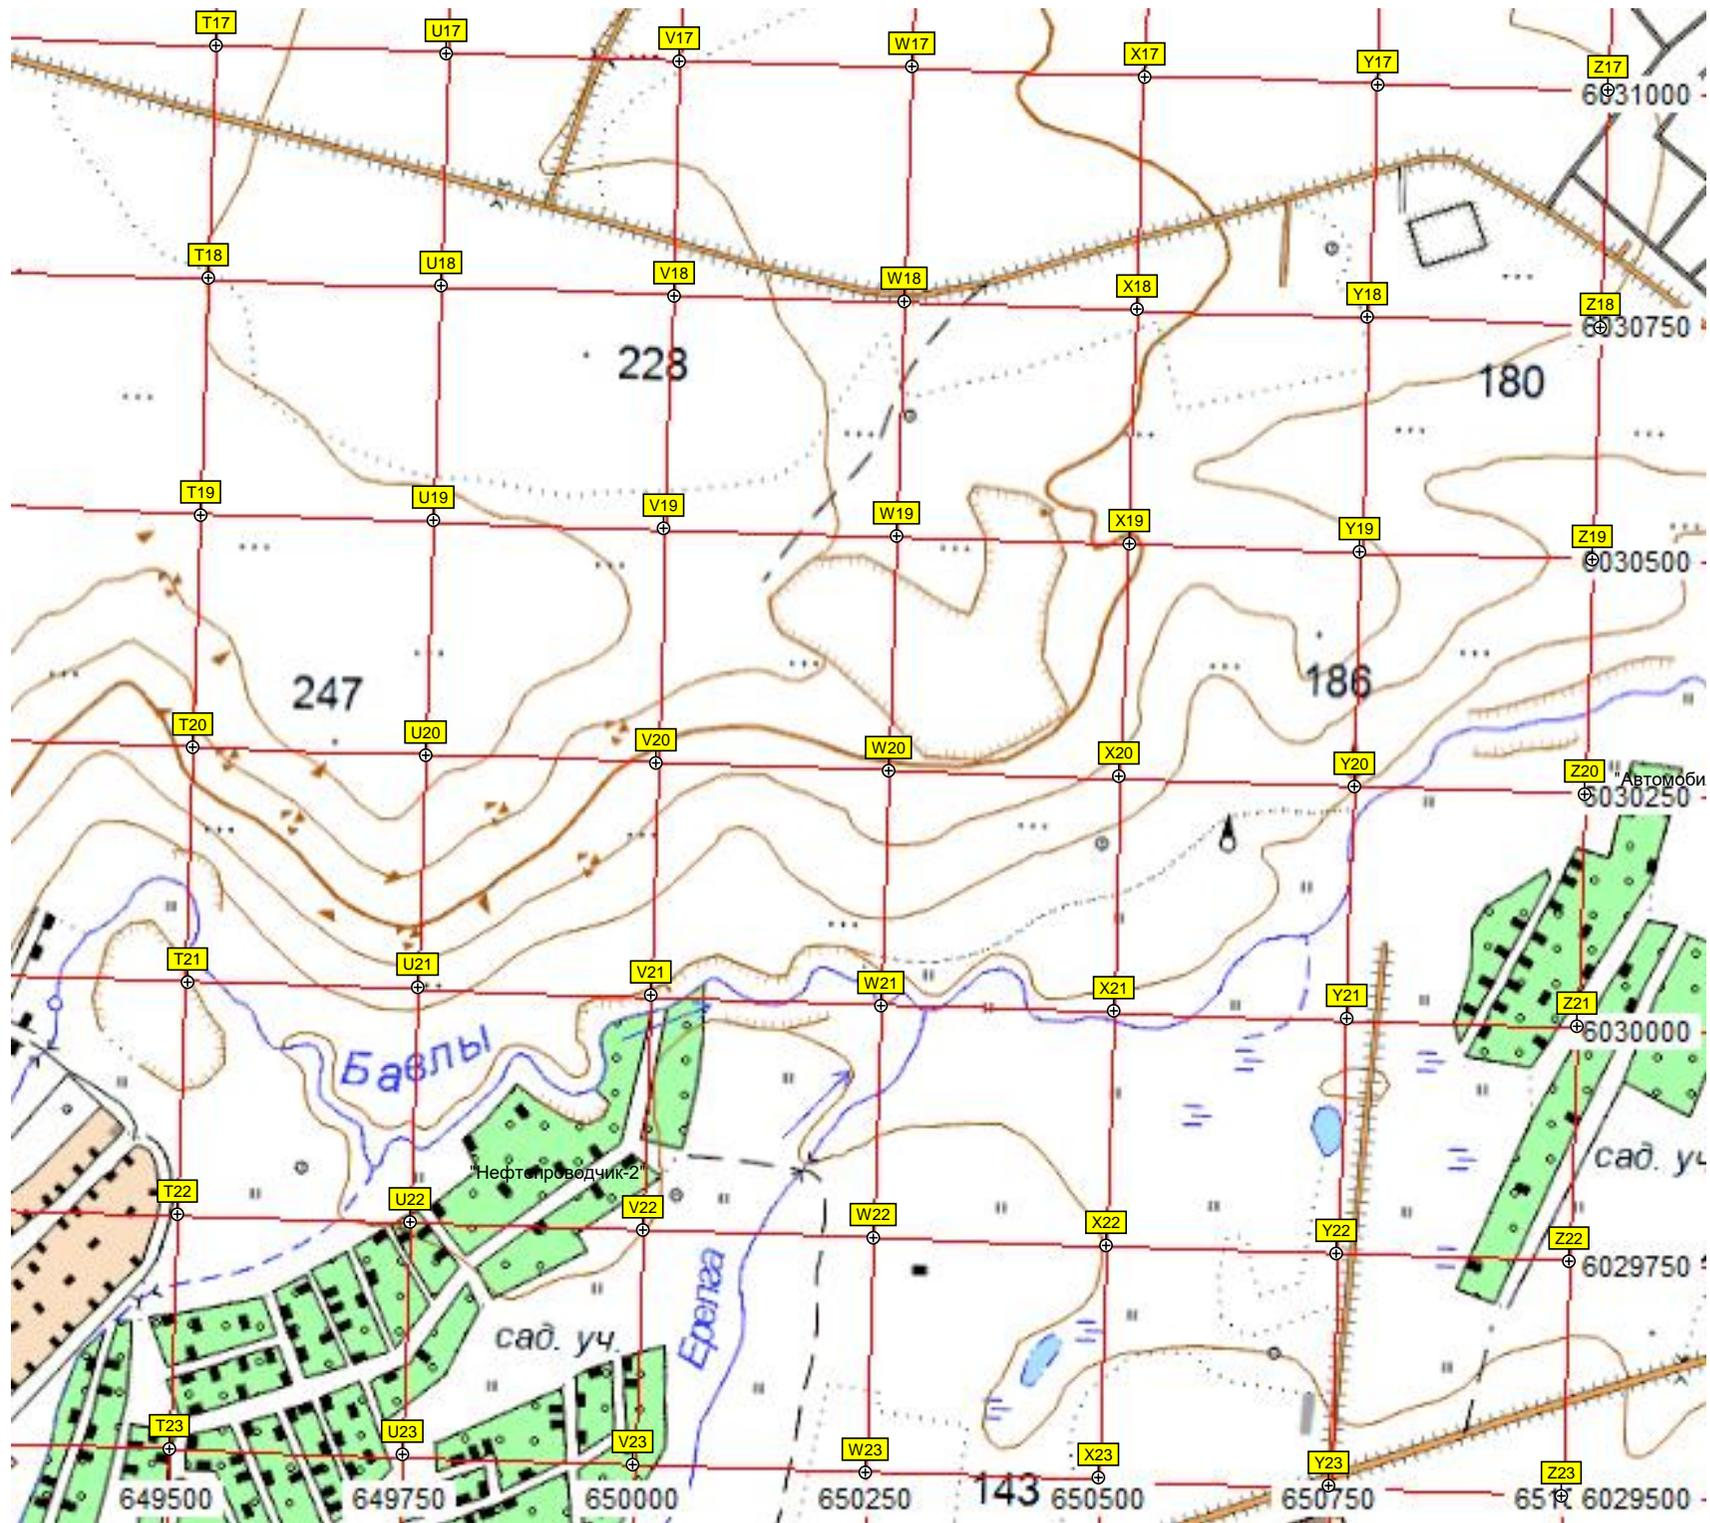 T17 U17 V17 W17 X17 Y17 Z17
6031000
T18 U18 V18 W18 X18 Y18 Z18
6030750
228 180
T19 U19 V19 W19 X19 Y19 Z19
6030500
247 186
T20 U20 V20 W20 X20 Y20 Z20
"Автомоби
6030250
T21 U21 V21 W21 X21 Y21 Z21
6030000
Бавлы
сад. уч
"Нефтепроводчик-2"
T22 U22 V22 W22 X22 Y22 Z22
6029750
Ерепга
сад. уч.
T23 U23 V23 W23 X23 Y23 Z23
143
649500 649750 650000 650250 650500 650750 651 6029500